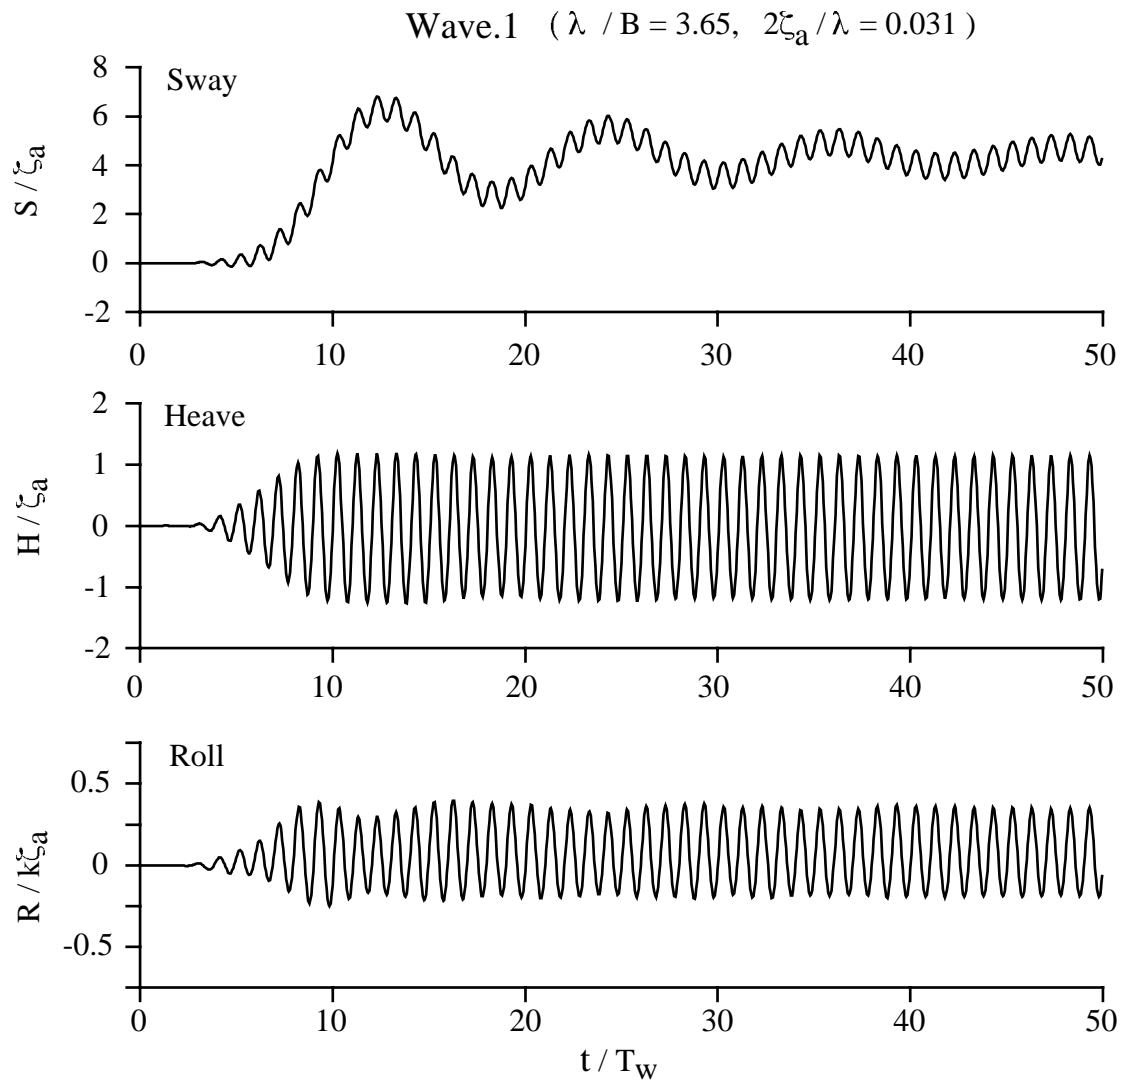 Wave.1 ( λ / B = 3.65, 2ζa / λ = 0.031 )
Sway
S / ζa
8
6
4
2
0
-2
0 10 20 30 40 50
Heave
H / ζa
2
1
0
-1
-2
0 10 20 30 40 50
Roll
R / kζa
0.5
0
-0.5
0 10 20 30 40 50
t / Tw